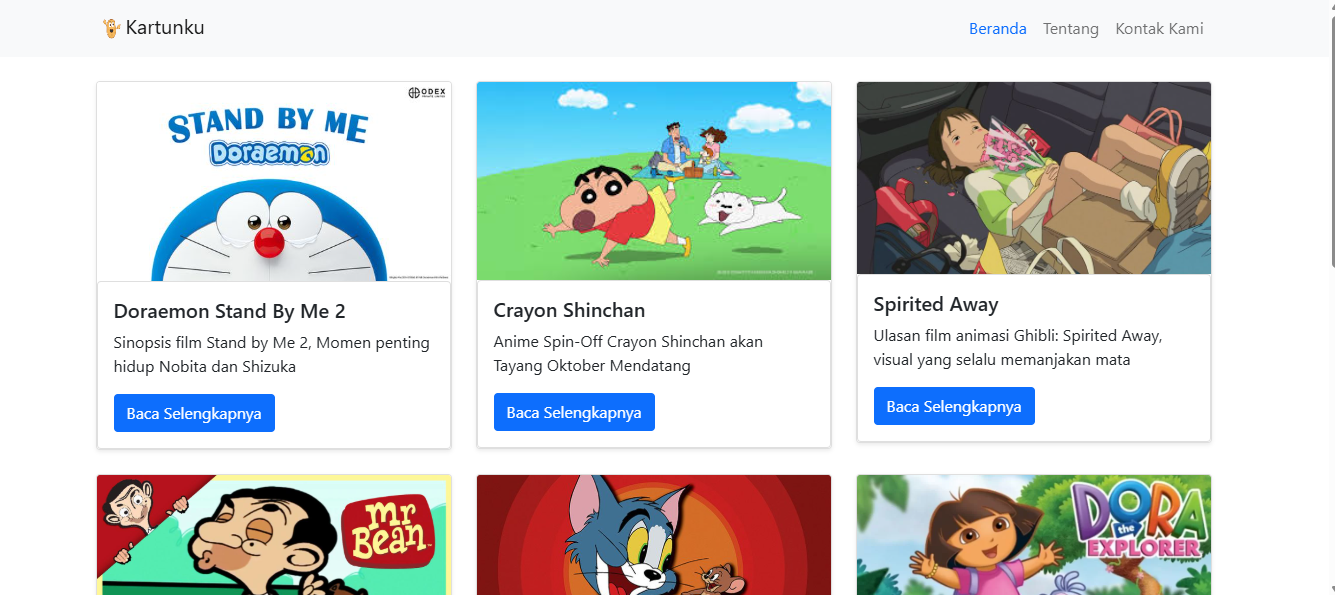 Kartunku
Beranda Tentang Kontak Kami
ODEX
STAND BY ME
Doraemon
Doraemon Stand By Me 2
Sinopsis film Stand by Me 2, Momen penting
hidup Nobita dan Shizuka
Baca Selengkapnya
Crayon Shinchan
Anime Spin-Off Crayon Shinchan akan
Tayang Oktober Mendatang
Baca Selengkapnya
Spirited Away
Ulasan film animasi Ghibli: Spirited Away,
visual yang selalu memanjakan mata
Baca Selengkapnya
Mr.
Bean
DORA
the
EXPLORER